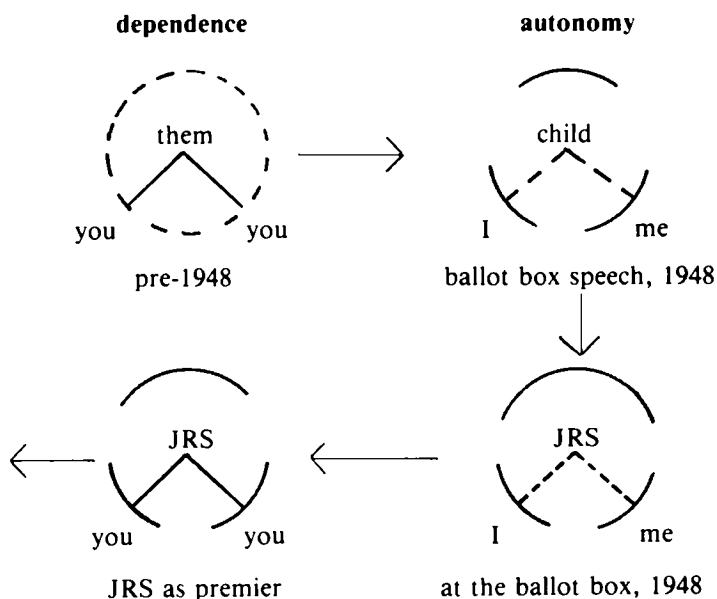 dependence autonomy
them child
you you I me
pre-1948 ballot box speech, 1948
JRS JRS
you you I me
JRS as premier at the ballot box, 1948